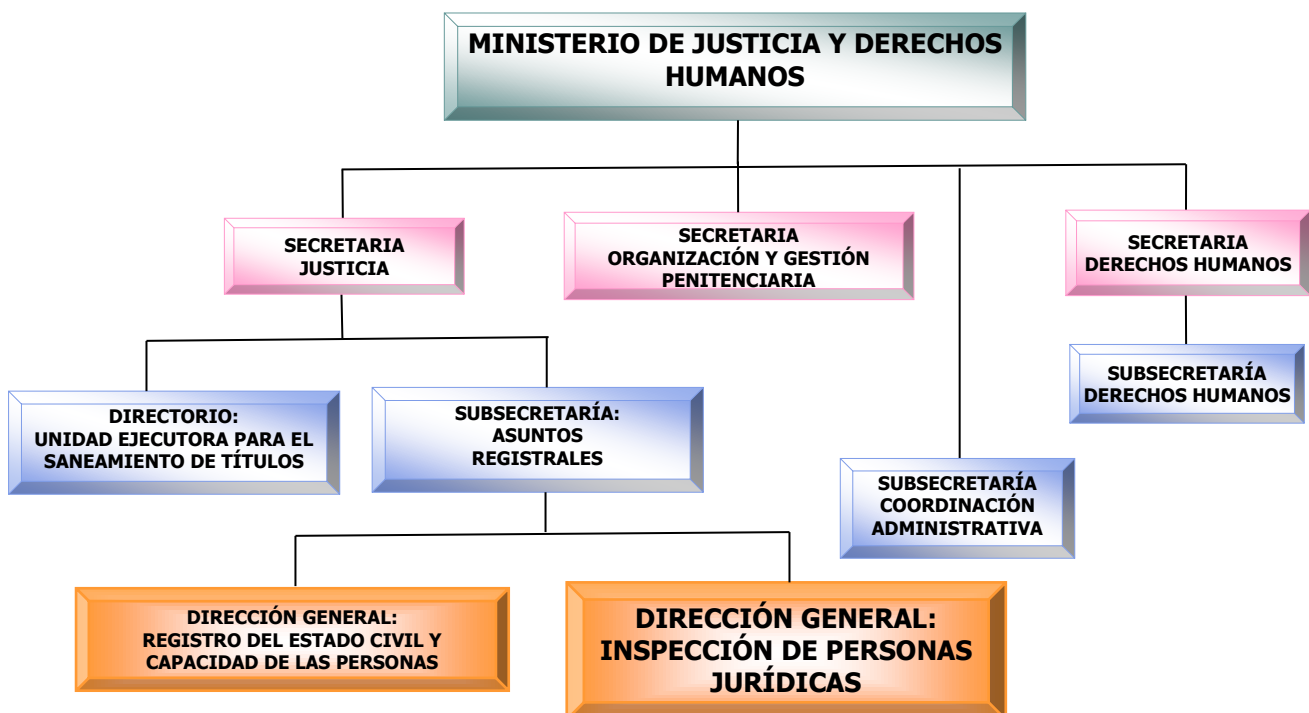 MINISTERIO DE JUSTICIA Y DERECHOS
HUMANOS
SECRETARIA
JUSTICIA
SECRETARIA
ORGANIZACIÓN Y GESTIÓN
PENITENCIARIA
SECRETARIA
DERECHOS HUMANOS
DIRECTORIO:
UNIDAD EJECUTORA PARA EL
SANEAMIENTO DE TÍTULOS
SUBSECRETARÍA:
ASUNTOS
REGISTRALES
SUBSECRETARÍA
COORDINACIÓN
ADMINISTRATIVA
SUBSECRETARÍA
DERECHOS HUMANOS
DIRECCIÓN GENERAL:
REGISTRO DEL ESTADO CIVIL Y
CAPACIDAD DE LAS PERSONAS
DIRECCIÓN GENERAL:
INSPECCIÓN DE PERSONAS
JURÍDICAS